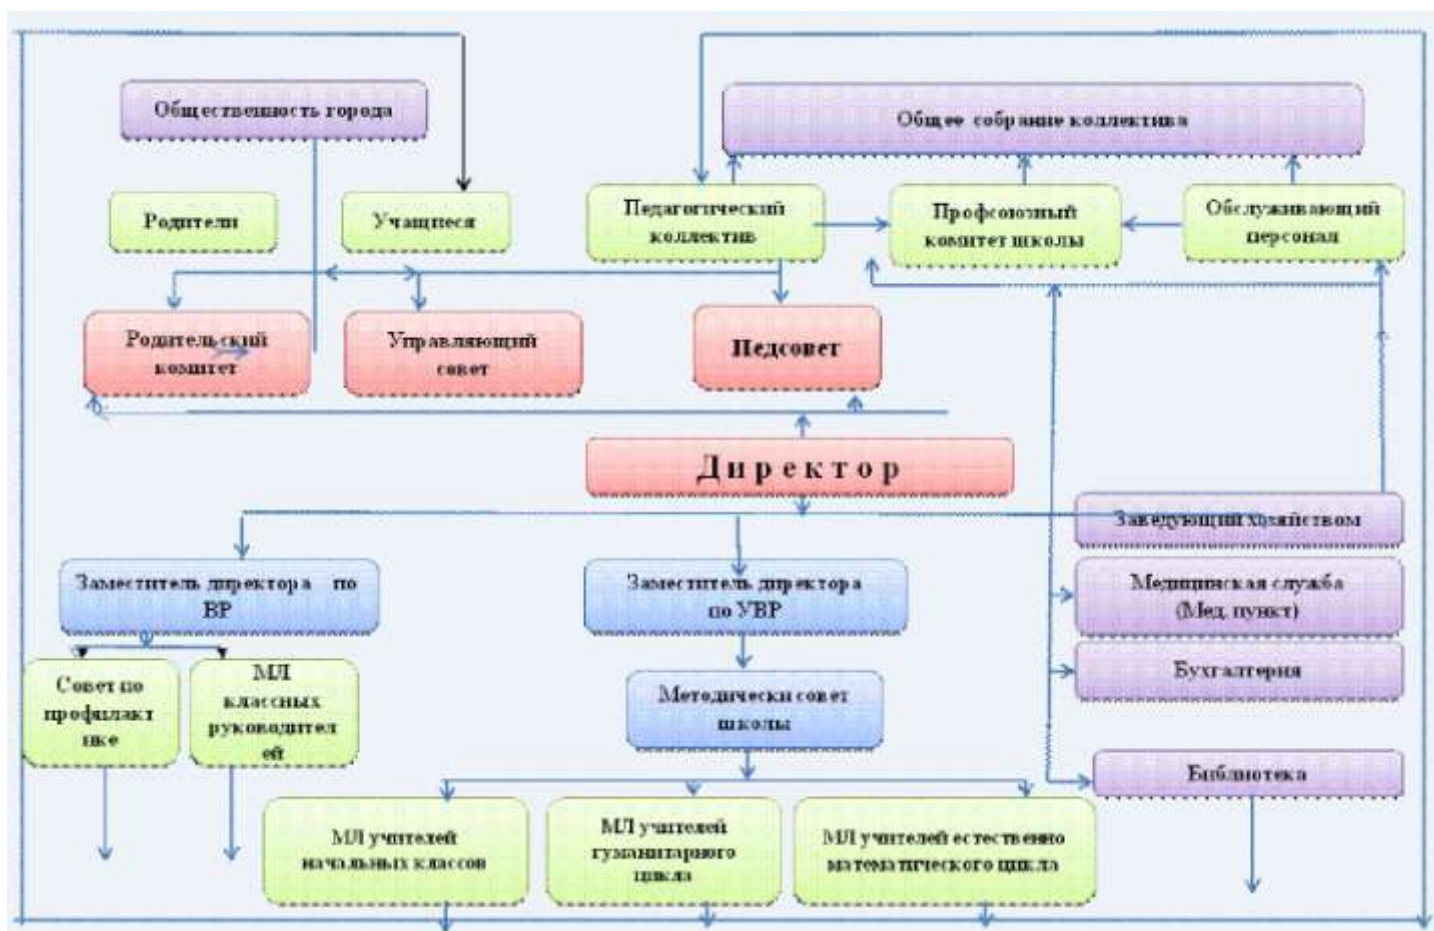 Общественность города
Общее собрание коллектива
Родители
Учащиеся
Педагогический
коллектив
Профсоюзный
комитет школы
Обслуживающий
персонал
Родительский
комитет
Управляющий
совет
Педсовет
Директор
Заведующий хозяйством
Заместитель директора по
ВР
Заместитель директора
по УВР
Медицинская служба
(Мед. пункт)
Бухгалтерия
Совет по
профилакт
ике
МЛ
классных
руководител
ей
Методически совет
школы
Библиотека
МЛ учителей
начальных классов
МЛ учителей
гуманитарного
цикла
МЛ учителей естественно
математического цикла